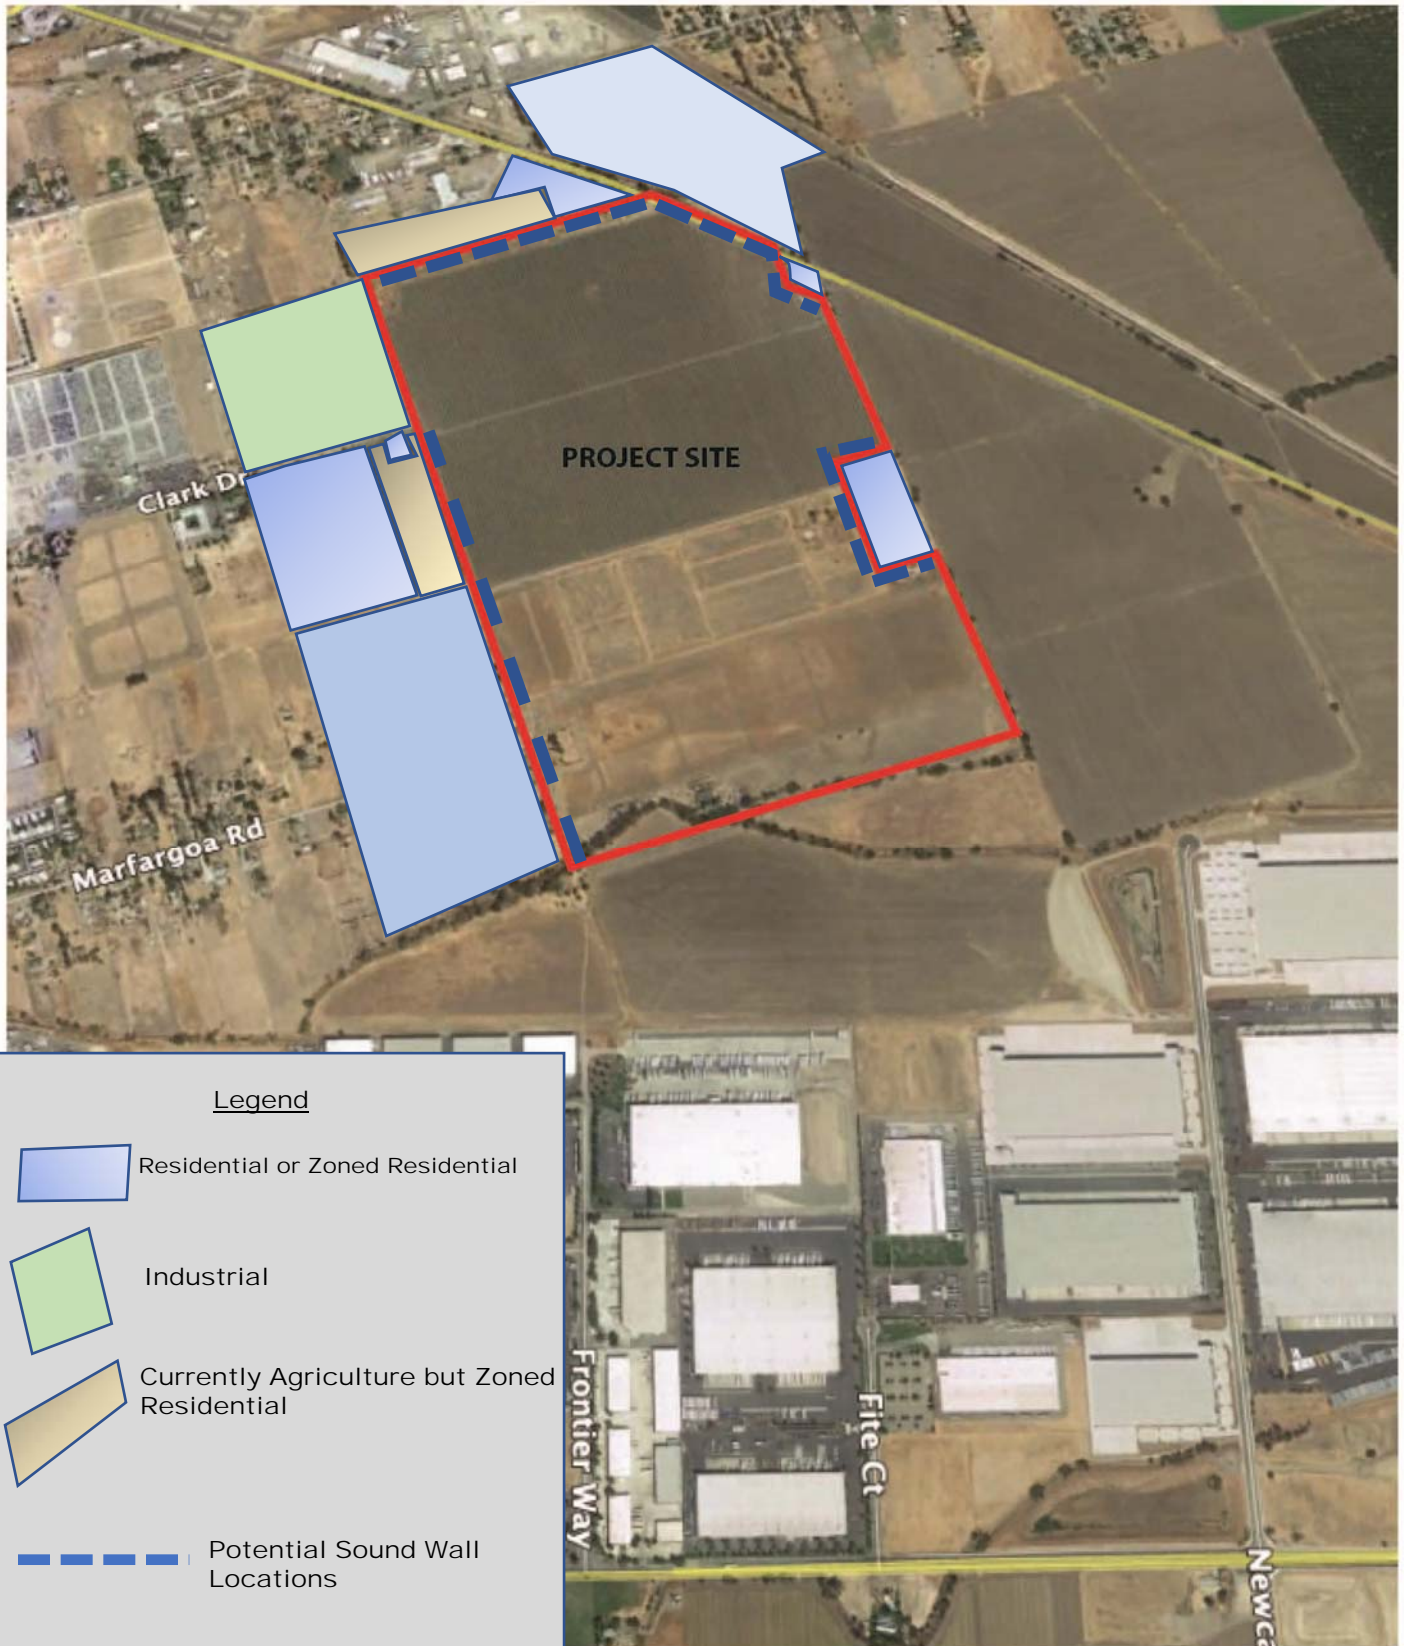 PROJECT SITE
Clark Dr
Marfargoa Rd
Legend
Residential or Zoned Residential
Industrial
Currently Agriculture but Zoned
Residential
Potential Sound Wall
Locations
Frontier Way
Fite Ct
Newca